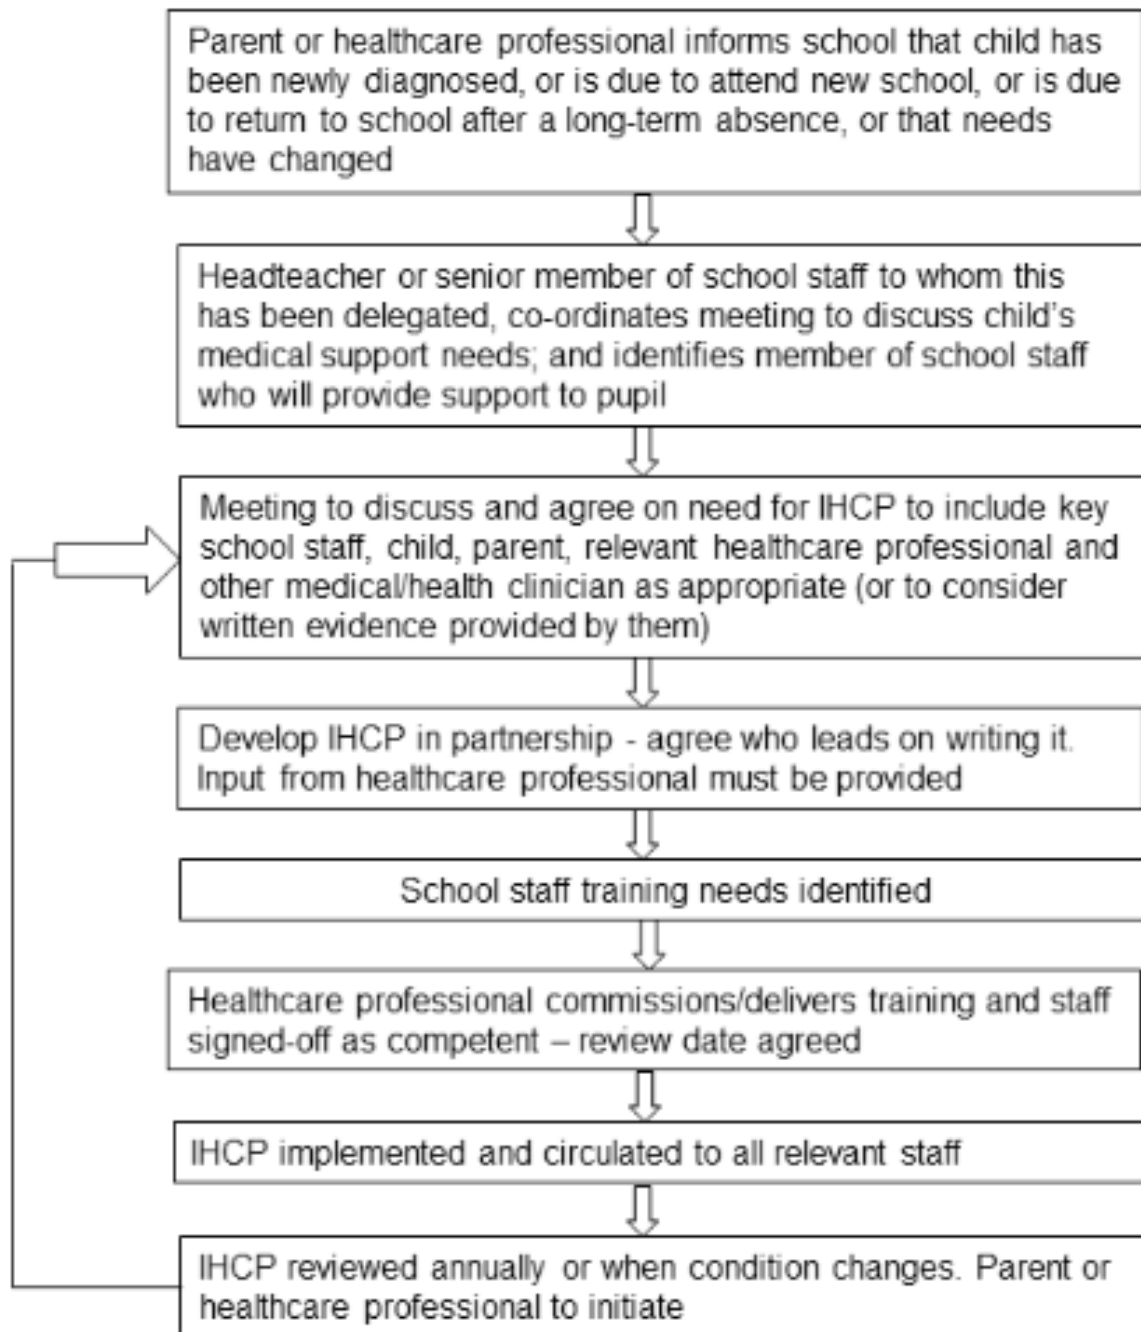 Parent or healthcare professional informs school that child has
been newly diagnosed, or is due to attend new school, or is due
to return to school after a long-term absence, or that needs
have changed
Headteacher or senior member of school staff to whom this
has been delegated, co-ordinates meeting to discuss child's
medical support needs; and identifies member of school staff
who will provide support to pupil
Meeting to discuss and agree on need for IHCP to include key
school staff, child, parent, relevant healthcare professional and
other medical/health clinician as appropriate (or to consider
written evidence provided by them)
Develop IHCP in partnership - agree who leads on writing it.
Input from healthcare professional must be provided
School staff training needs identified
Healthcare professional commissions/delivers training and staff
signed-off as competent – review date agreed
IHCP implemented and circulated to all relevant staff
IHCP reviewed annually or when condition changes. Parent or
healthcare professional to initiate